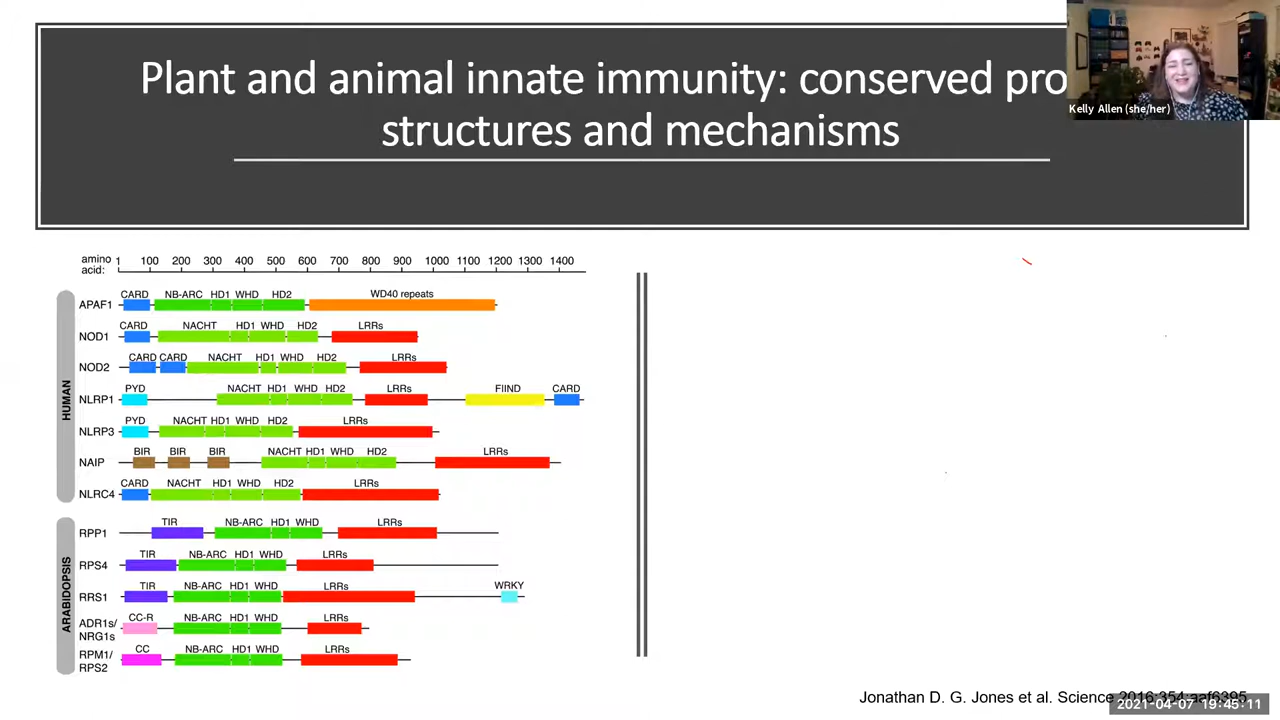 Plant and animal innate immunity: conserved pro
structures and mechanisms
Kelly Allen (she/her)
amino acid: 1 100 200 300 400 500 600 700 800 900 1000 1100 1200 1300 1400
HUMAN
CARD NB-ARC HD1 WHD HD2 WD40 repeats
APAF1
CARD NACHT HD1 WHD HD2 LRRs
NOD1
CARD CARD NACHT HD1 WHD HD2 LRRs
NOD2
PYD NACHT HD1 WHD HD2 LRRs FIIND CARD
NLRP1
PYD NACHT HD1 WHD HD2 LRRs
NLRP3
BIR BIR BIR NACHT HD1 WHD HD2 LRRs
NAIP
CARD NACHT HD1 WHD HD2 LRRs
NLRC4
ARABIDOPSIS
TIR NB-ARC HD1 WHD LRRs
RPP1
TIR NB-ARC HD1 WHD LRRs
RPS4
TIR NB-ARC HD1 WHD LRRs WRKY
RRS1
CC-R NB-ARC HD1 WHD LRRs
ADR1s/
NRG1s
CC NB-ARC HD1 WHD LRRs
RPM1/
RPS2
Jonathan D. G. Jones et al. Science 2016;354:aaf6395
2021-04-07 19:45:11